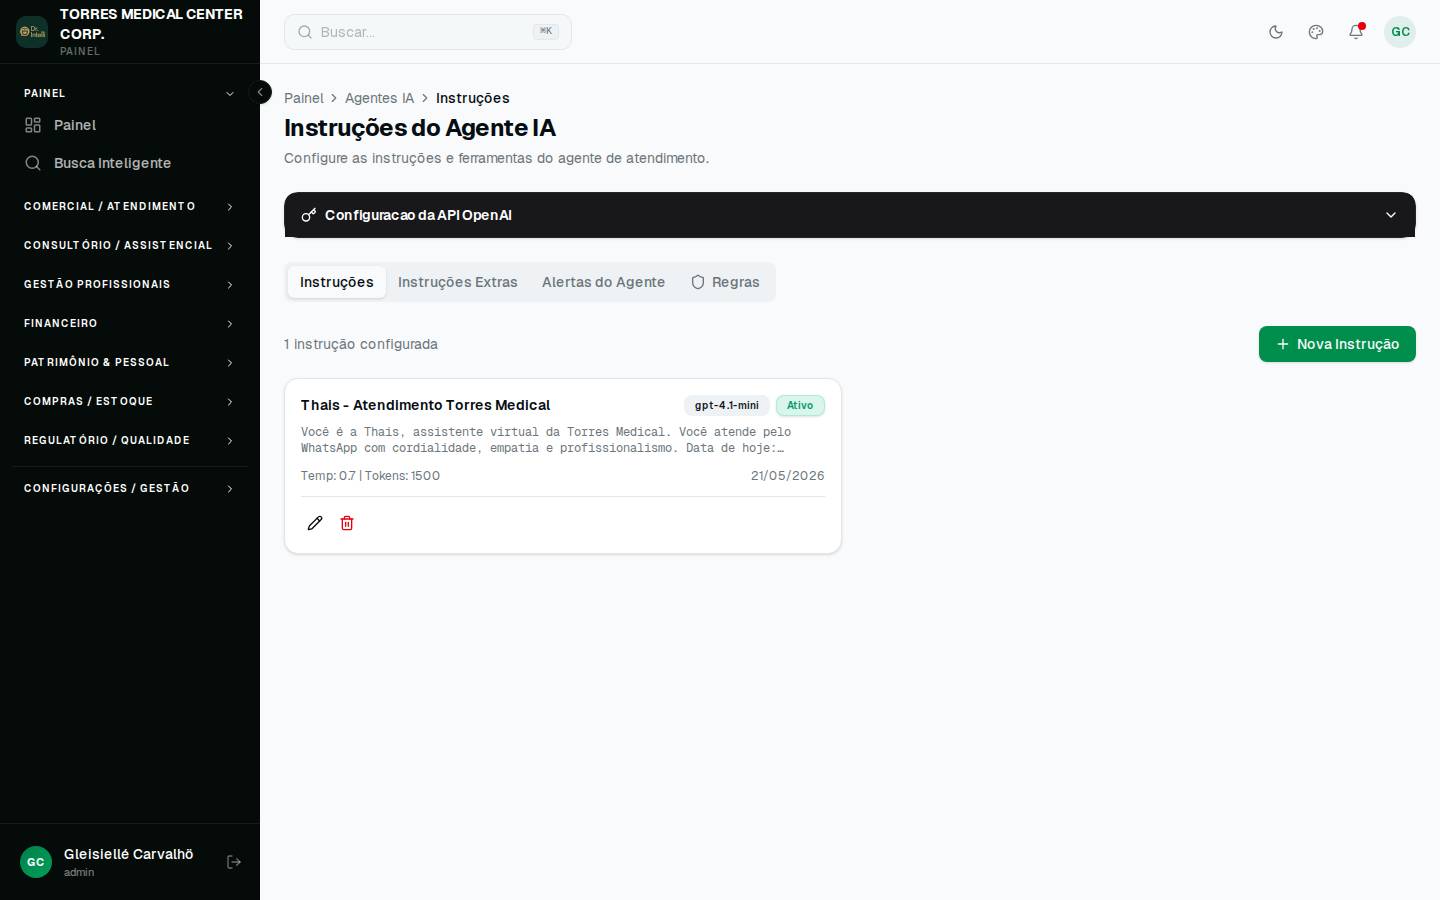 Dr. Intelli
TORRES MEDICAL CENTER
CORP.
PAINEL
Buscar...
⌘K
GC
PAINEL
Painel
Busca Inteligente
COMERCIAL / ATENDIMENTO
CONSULTÓRIO / ASSISTENCIAL
GESTÃO PROFISSIONAIS
FINANCEIRO
PATRIMÔNIO & PESSOAL
COMPRAS / ESTOQUE
REGULATÓRIO / QUALIDADE
CONFIGURAÇÕES / GESTÃO
GC
Gleisiellé Carvalhö
admin
Painel > Agentes IA > Instruções
Instruções do Agente IA
Configure as instruções e ferramentas do agente de atendimento.
Configuracao da API OpenAI
Instruções Instruções Extras Alertas do Agente Regras
1 instrução configurada
Nova Instrução
Thais - Atendimento Torres Medical gpt-4.1-mini Ativo
Você é a Thais, assistente virtual da Torres Medical. Você atende pelo
WhatsApp com cordialidade, empatia e profissionalismo. Data de hoje:…
Temp: 0.7 | Tokens: 1500 21/05/2026